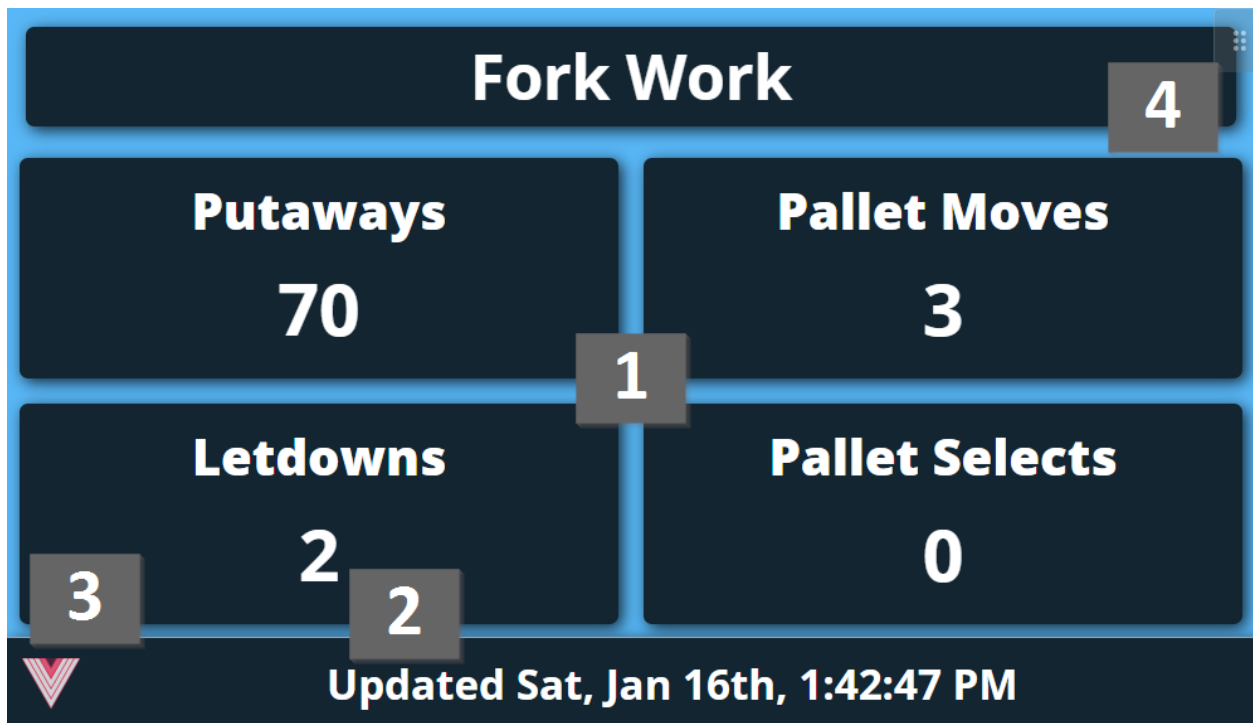 Fork Work
4
Putaways
70
Pallet Moves
3
1
Letdowns
2
Pallet Selects
0
3
2
Updated Sat, Jan 16th, 1:42:47 PM